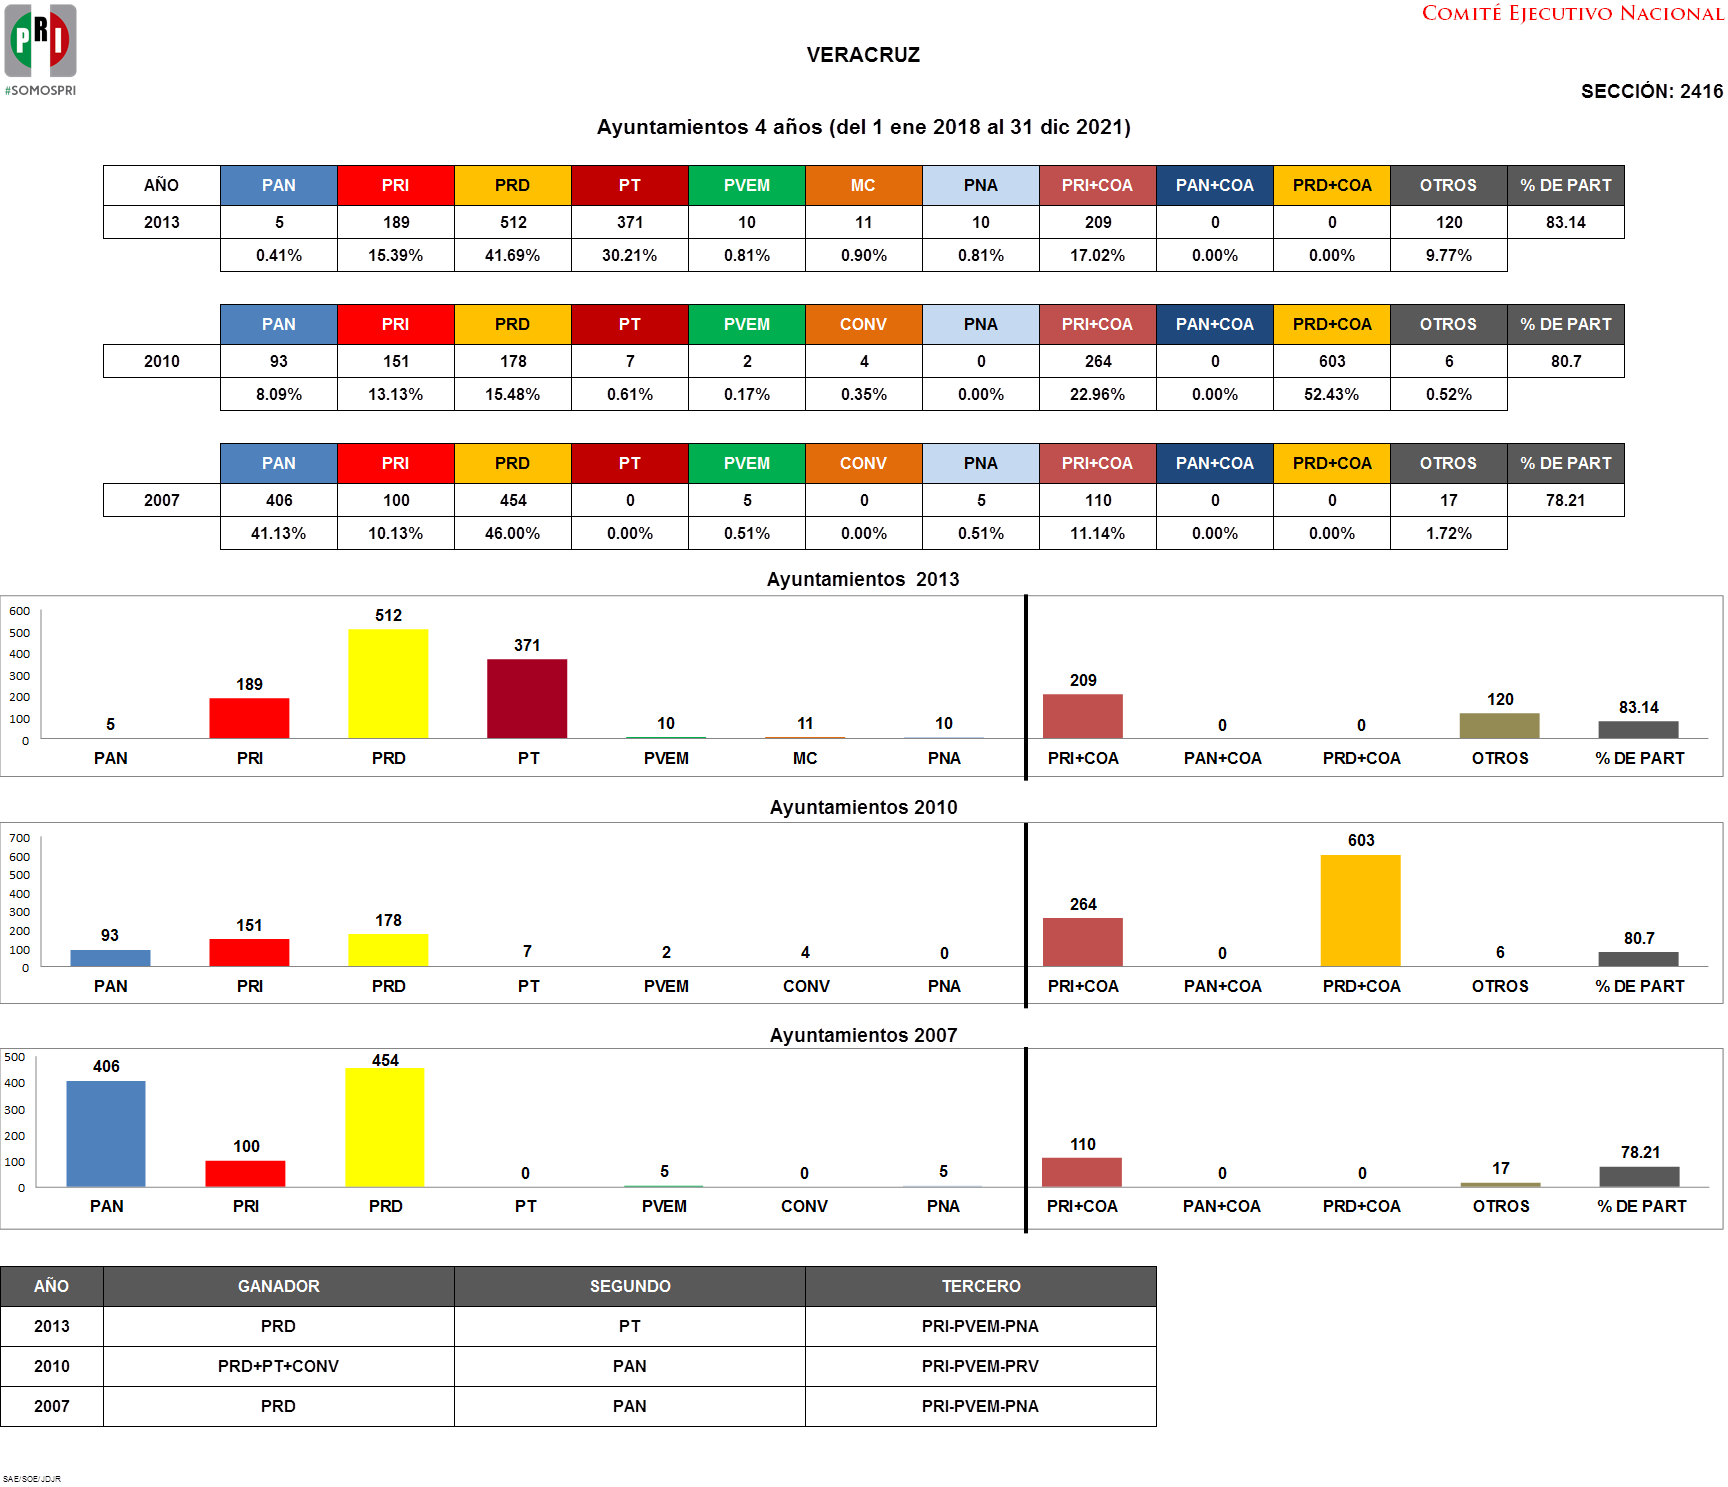 PRI
#SOMOSPRI
COMITÉ EJECUTIVO NACIONAL
VERACRUZ
SECCIÓN: 2416
Ayuntamientos 4 años (del 1 ene 2018 al 31 dic 2021)
AÑO PAN PRI PRD PT PVEM MC PNA PRI+COA PAN+COA PRD+COA OTROS % DE PART
2013 5 189 512 371 10 11 10 209 0 0 120 83.14
0.41% 15.39% 41.69% 30.21% 0.81% 0.90% 0.81% 17.02% 0.00% 0.00% 9.77%
PAN PRI PRD PT PVEM CONV PNA PRI+COA PAN+COA PRD+COA OTROS % DE PART
2010 93 151 178 7 2 4 0 264 0 603 6 80.7
8.09% 13.13% 15.48% 0.61% 0.17% 0.35% 0.00% 22.96% 0.00% 52.43% 0.52%
PAN PRI PRD PT PVEM CONV PNA PRI+COA PAN+COA PRD+COA OTROS % DE PART
2007 406 100 454 0 5 0 5 110 0 0 17 78.21
41.13% 10.13% 46.00% 0.00% 0.51% 0.00% 0.51% 11.14% 0.00% 0.00% 1.72%
Ayuntamientos 2013
600
500
400
300
200
100
0
5 189 512 371 10 11 10 209 0 0 120 83.14
PAN PRI PRD PT PVEM MC PNA PRI+COA PAN+COA PRD+COA OTROS % DE PART
Ayuntamientos 2010
700
600
500
400
300
200
100
0
93 151 178 7 2 4 0 264 0 603 6 80.7
PAN PRI PRD PT PVEM CONV PNA PRI+COA PAN+COA PRD+COA OTROS % DE PART
Ayuntamientos 2007
500
400
300
200
100
0
406 100 454 0 5 0 5 110 0 0 17 78.21
PAN PRI PRD PT PVEM CONV PNA PRI+COA PAN+COA PRD+COA OTROS % DE PART
AÑO GANADOR SEGUNDO TERCERO
2013 PRD PT PRI-PVEM-PNA
2010 PRD+PT+CONV PAN PRI-PVEM-PRV
2007 PRD PAN PRI-PVEM-PNA
SAE/SOE/JDJR